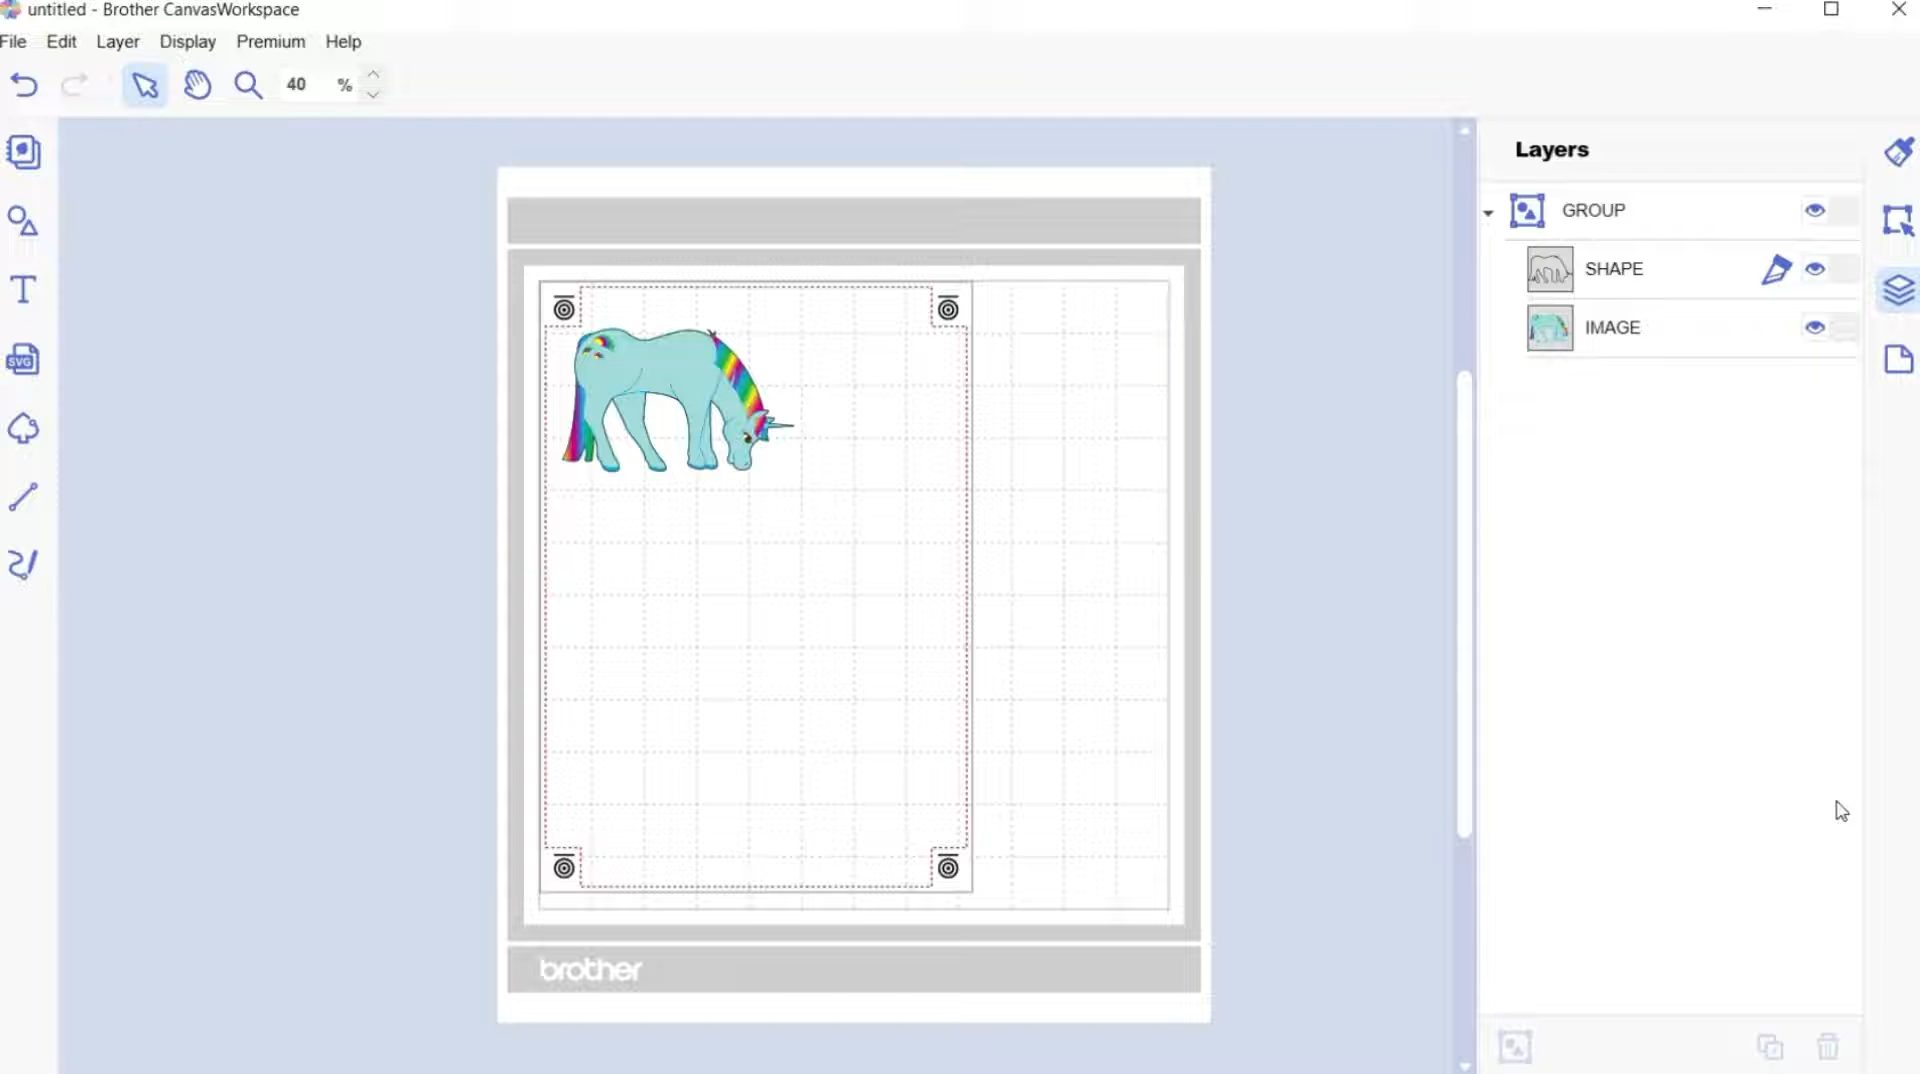 untitled - Brother CanvasWorkspace
File Edit Layer Display Premium Help
40 %
Layers
GROUP
SHAPE
IMAGE
T
SVG
brother